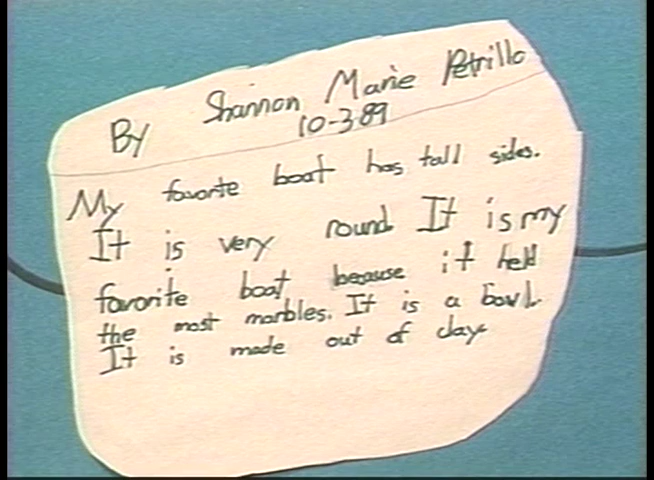 By Shannon Marie Petrillo
10-3-89
My favorite boat has tall sides.
It is very round. It is my
favorite boat because it held
the most marbles. It is a bowl.
It is made out of clay.